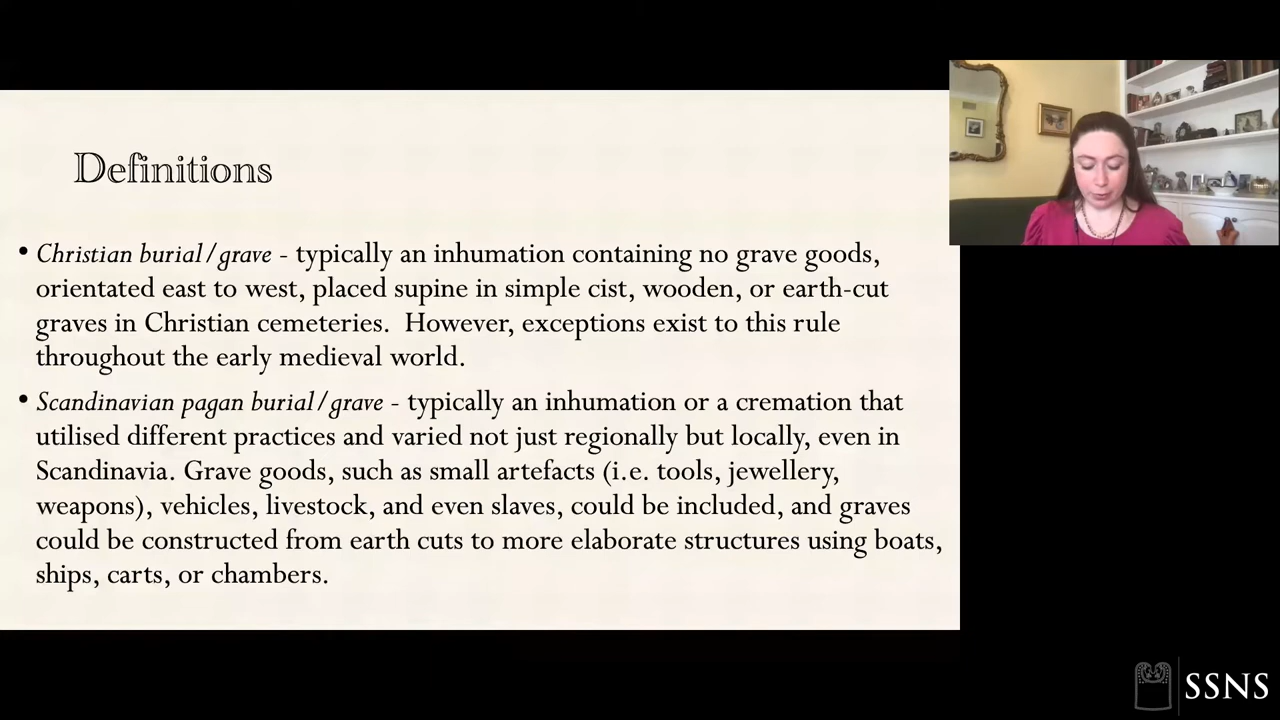 Definitions
• Christian burial/grave - typically an inhumation containing no grave goods,
orientated east to west, placed supine in simple cist, wooden, or earth-cut
graves in Christian cemeteries.  However, exceptions exist to this rule
throughout the early medieval world.
• Scandinavian pagan burial/grave - typically an inhumation or a cremation that
utilised different practices and varied not just regionally but locally, even in
Scandinavia. Grave goods, such as small artefacts (i.e. tools, jewellery,
weapons), vehicles, livestock, and even slaves, could be included, and graves
could be constructed from earth cuts to more elaborate structures using boats,
ships, carts, or chambers.
SSNS